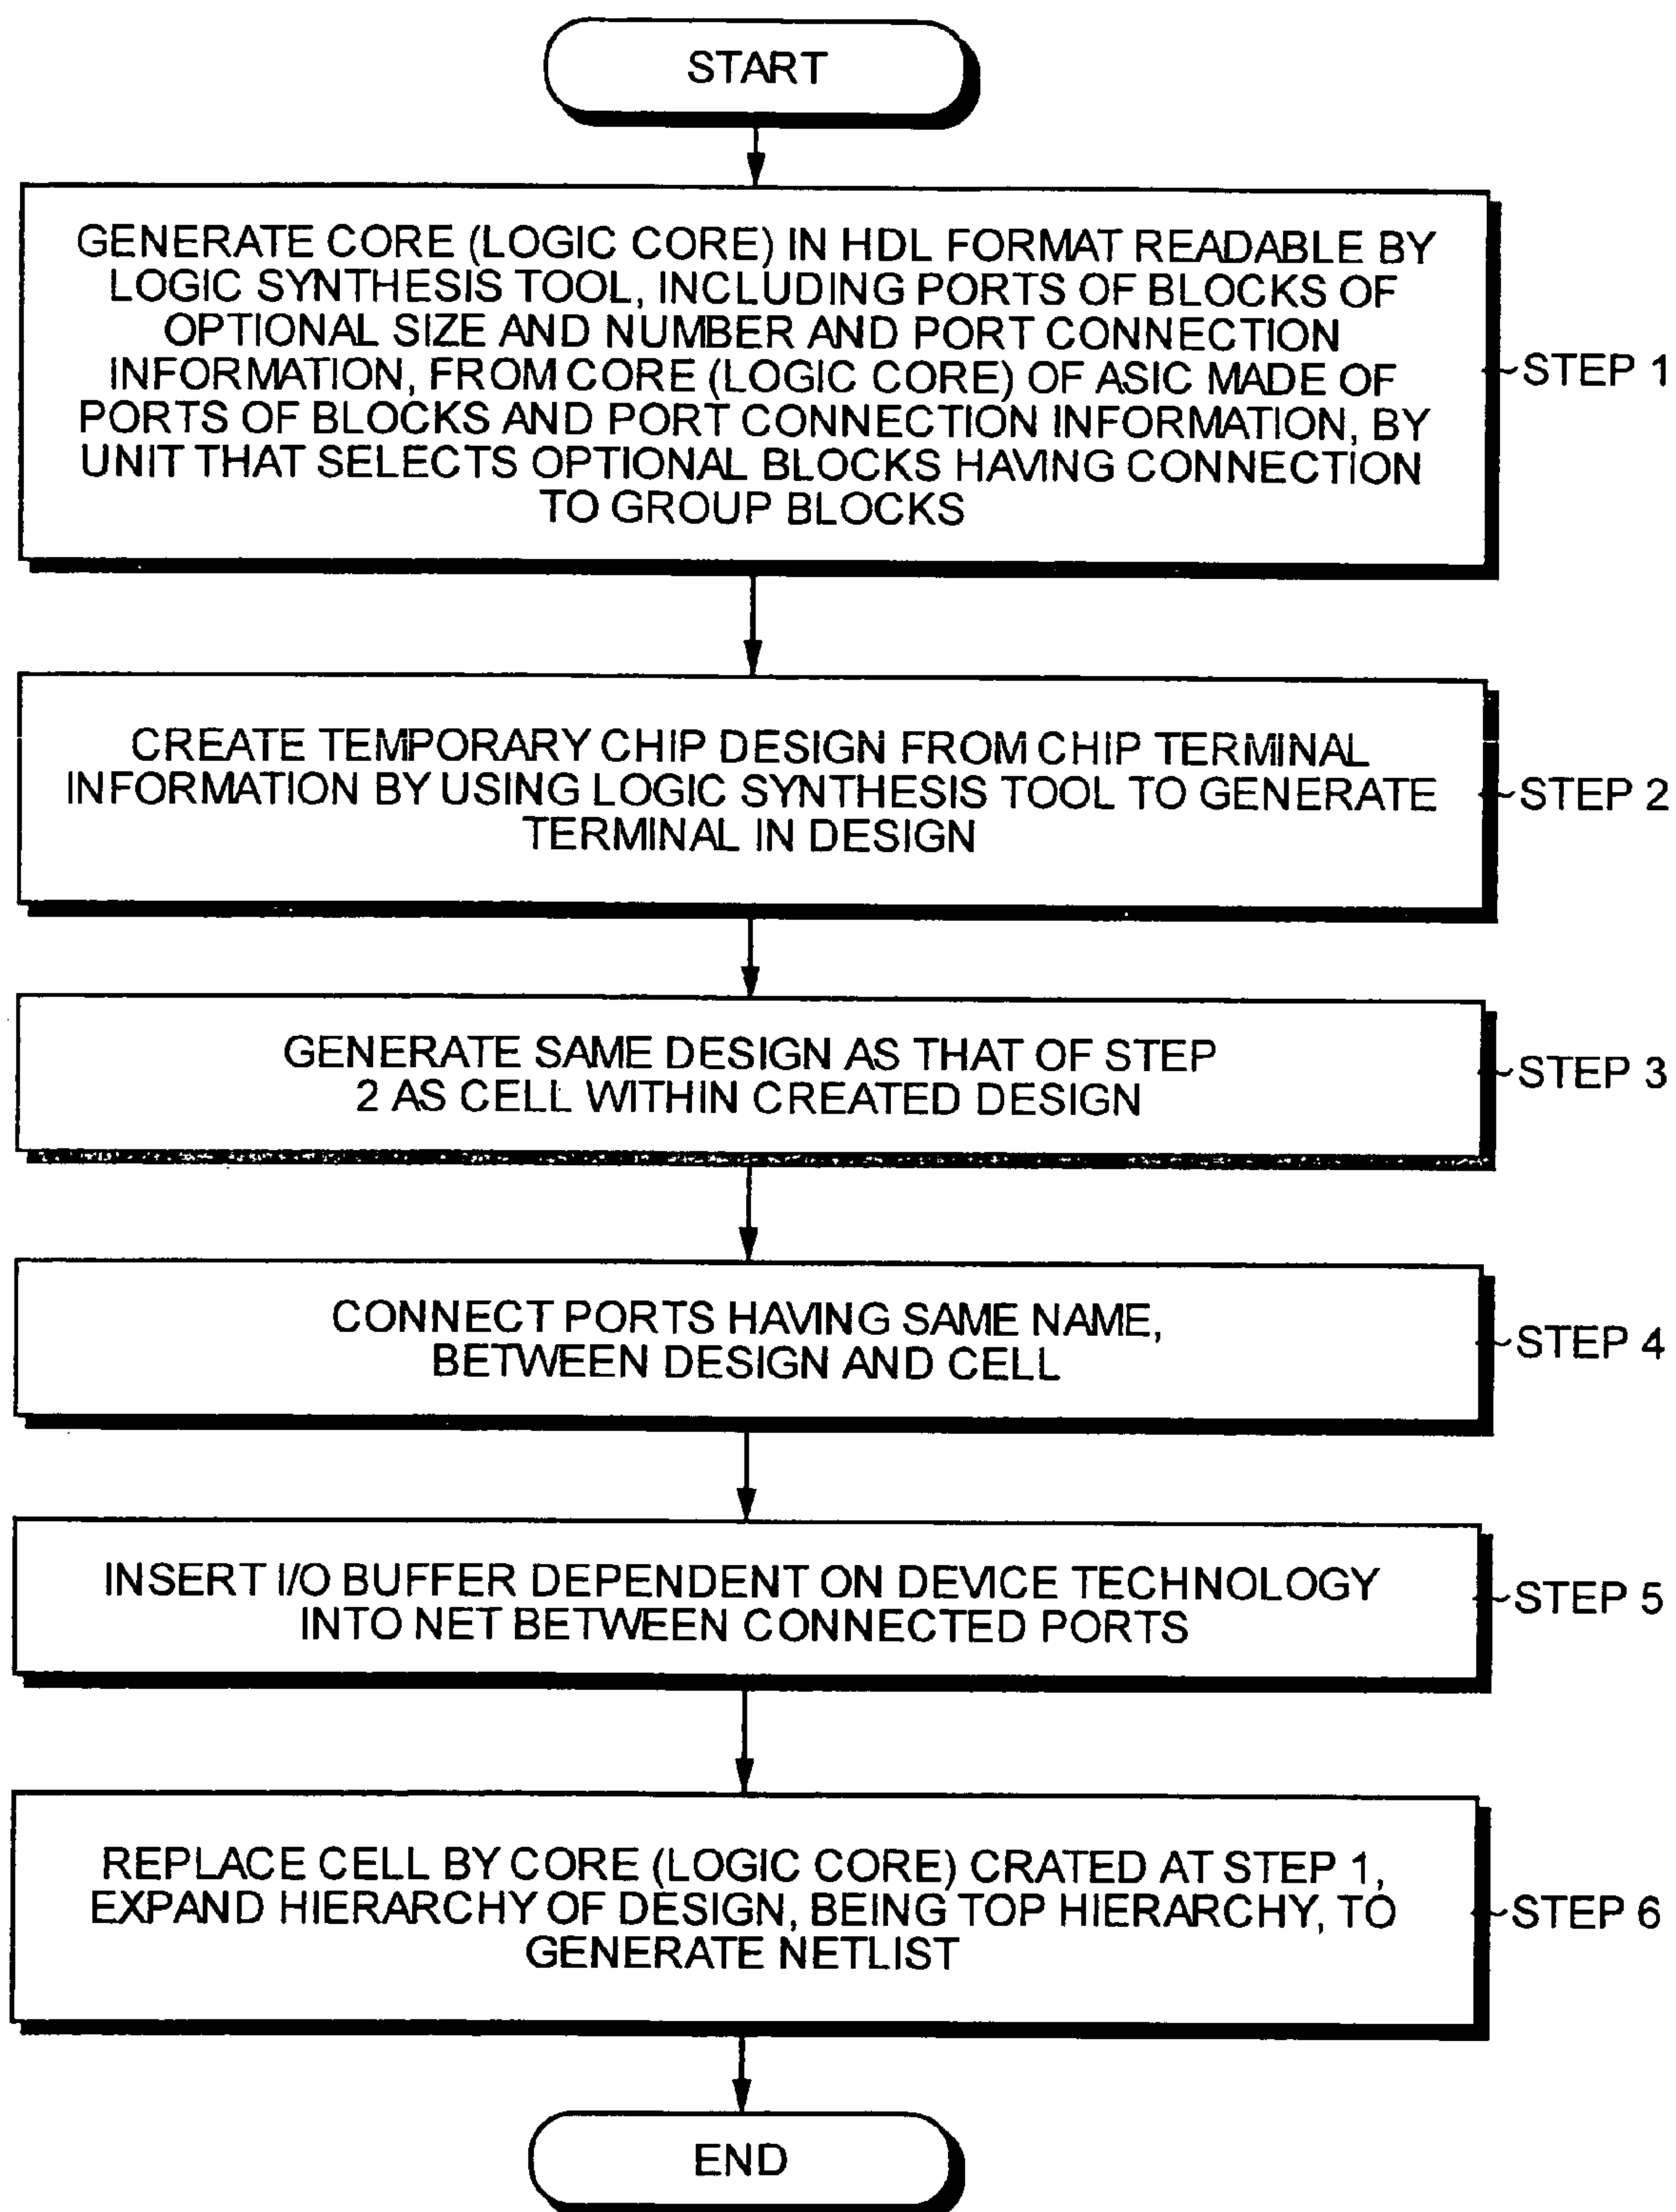 START
GENERATE CORE (LOGIC CORE) IN HDL FORMAT READABLE BY
LOGIC SYNTHESIS TOOL, INCLUDING PORTS OF BLOCKS OF
OPTIONAL SIZE AND NUMBER AND PORT CONNECTION
INFORMATION, FROM CORE (LOGIC CORE) OF ASIC MADE OF
PORTS OF BLOCKS AND PORT CONNECTION INFORMATION, BY
UNIT THAT SELECTS OPTIONAL BLOCKS HAVING CONNECTION
TO GROUP BLOCKS
STEP 1
CREATE TEMPORARY CHIP DESIGN FROM CHIP TERMINAL
INFORMATION BY USING LOGIC SYNTHESIS TOOL TO GENERATE
TERMINAL IN DESIGN
STEP 2
GENERATE SAME DESIGN AS THAT OF STEP
2 AS CELL WITHIN CREATED DESIGN
STEP 3
CONNECT PORTS HAVING SAME NAME,
BETWEEN DESIGN AND CELL
STEP 4
INSERT I/O BUFFER DEPENDENT ON DEVICE TECHNOLOGY
INTO NET BETWEEN CONNECTED PORTS
STEP 5
REPLACE CELL BY CORE (LOGIC CORE) CRATED AT STEP 1,
EXPAND HIERARCHY OF DESIGN, BEING TOP HIERARCHY, TO
GENERATE NETLIST
STEP 6
END